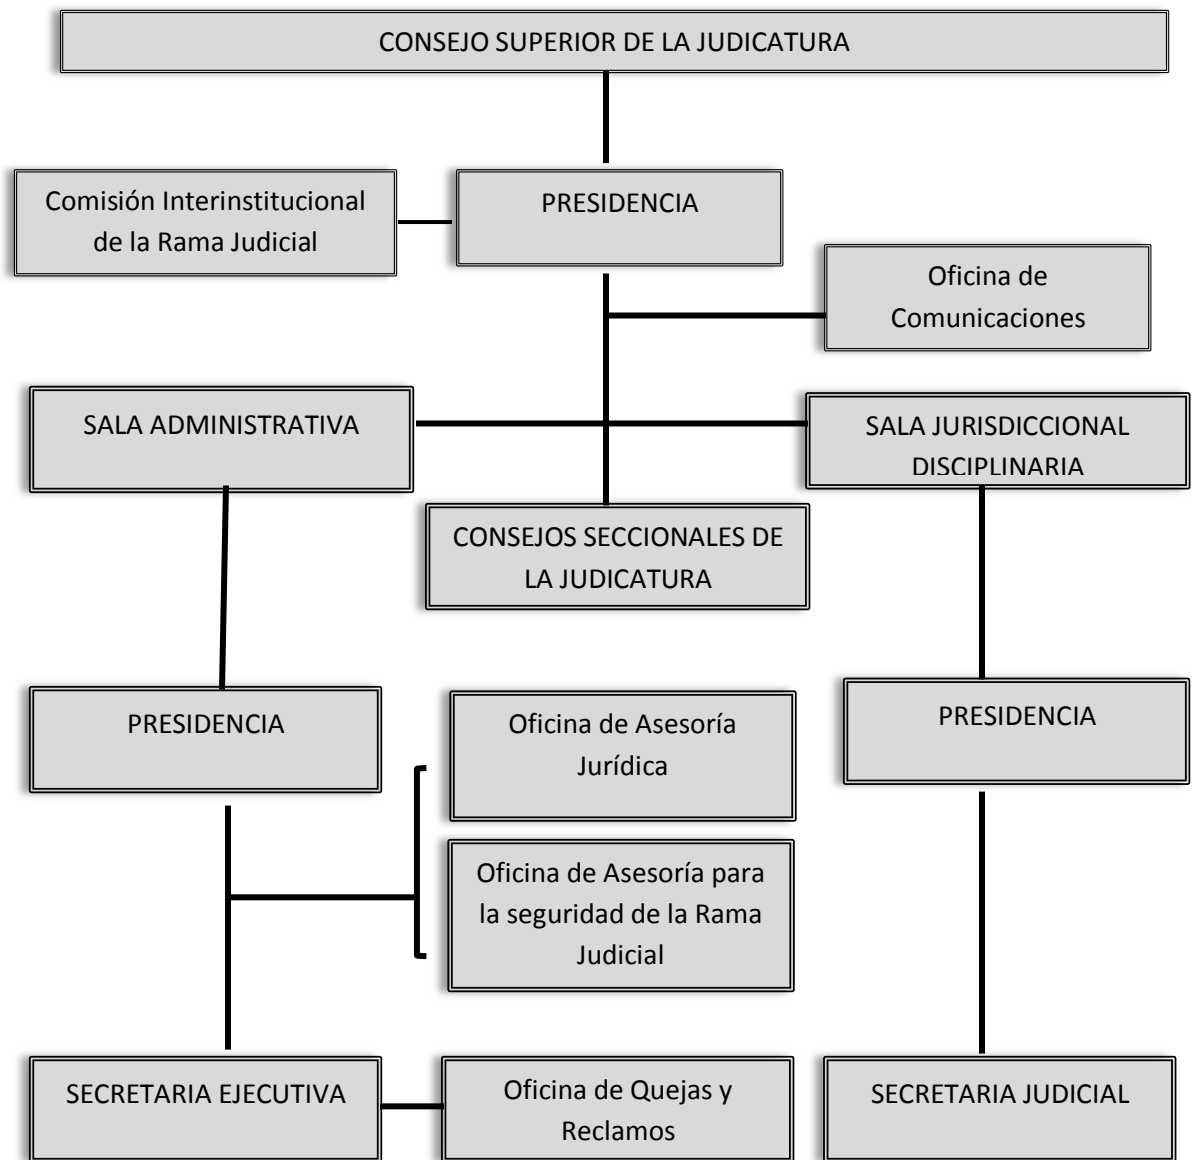 CONSEJO SUPERIOR DE LA JUDICATURA
Comisión Interinstitucional
de la Rama Judicial
PRESIDENCIA
Oficina de
Comunicaciones
SALA ADMINISTRATIVA
SALA JURISDICCIONAL
DISCIPLINARIA
CONSEJOS SECCIONALES DE
LA JUDICATURA
PRESIDENCIA
Oficina de Asesoría
Jurídica
PRESIDENCIA
Oficina de Asesoría para
la seguridad de la Rama
Judicial
SECRETARIA EJECUTIVA
Oficina de Quejas y
Reclamos
SECRETARIA JUDICIAL